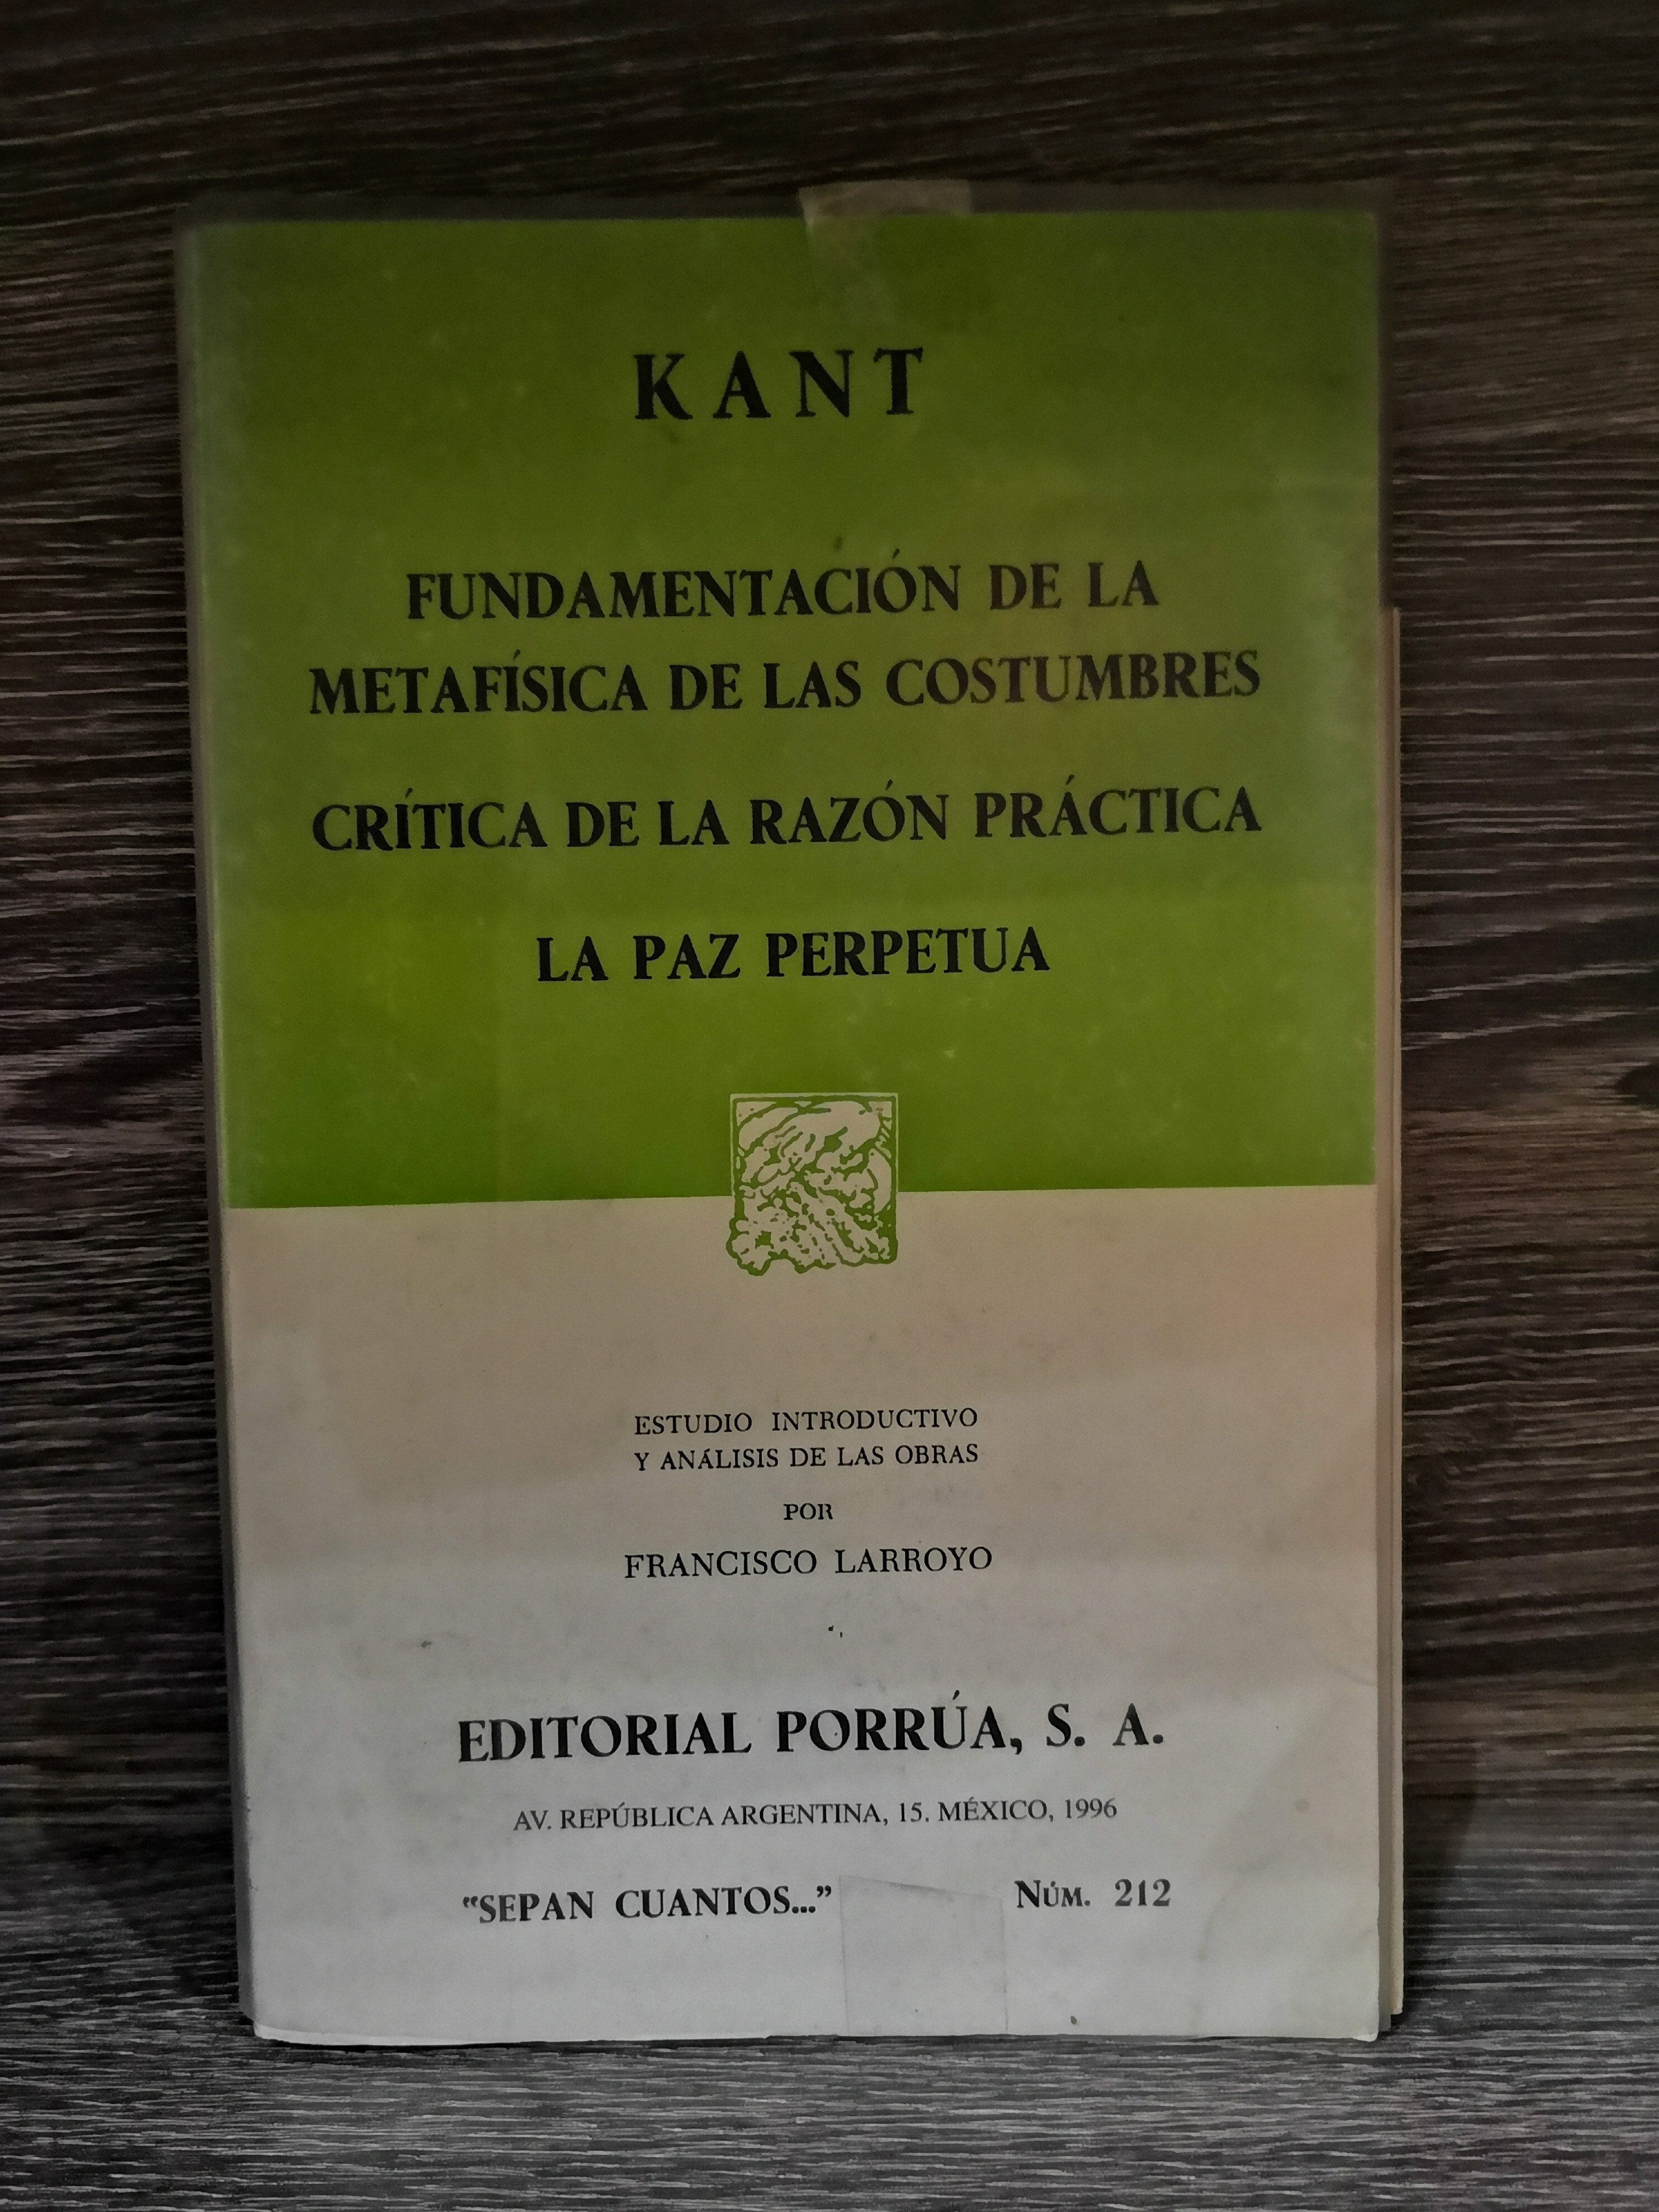 KANT
FUNDAMENTACIÓN DE LA
METAFÍSICA DE LAS COSTUMBRES
CRÍTICA DE LA RAZÓN PRÁCTICA
LA PAZ PERPETUA
ESTUDIO INTRODUCTIVO
Y ANÁLISIS DE LAS OBRAS
POR
FRANCISCO LARROYO
EDITORIAL PORRÚA, S. A.
AV. REPÚBLICA ARGENTINA, 15. MÉXICO, 1996
“SEPAN CUANTOS...” NÚM. 212